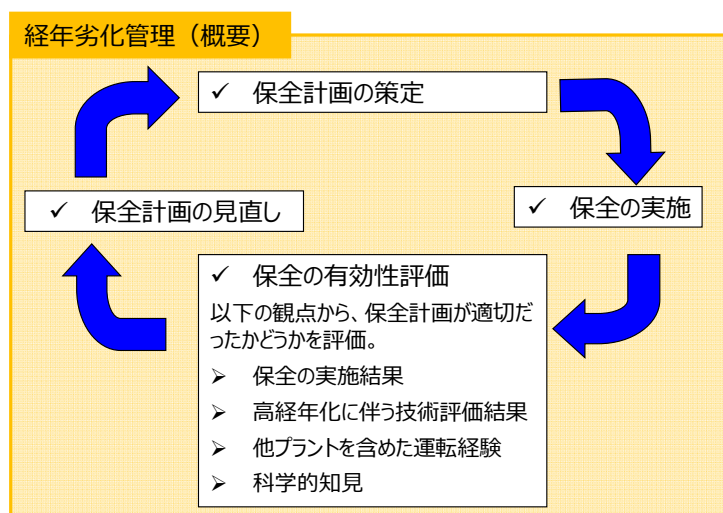 経年劣化管理（概要）
✓ 保全計画の策定
✓ 保全計画の見直し
✓ 保全の実施
✓ 保全の有効性評価
以下の観点から、保全計画が適切だ
ったかどうかを評価。
➢ 保全の実施結果
➢ 高経年化に伴う技術評価結果
➢ 他プラントを含めた運転経験
➢ 科学的知見